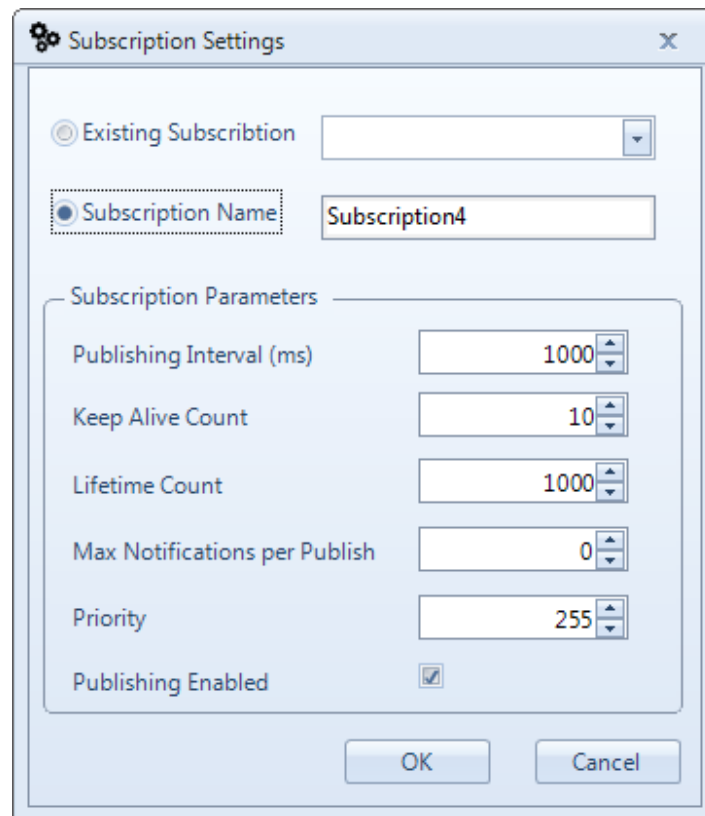 Subscription Settings
Existing Subscribtion
Subscription Name Subscription4
Subscription Parameters
Publishing Interval (ms) 1000
Keep Alive Count 10
Lifetime Count 1000
Max Notifications per Publish 0
Priority 255
Publishing Enabled
OK Cancel